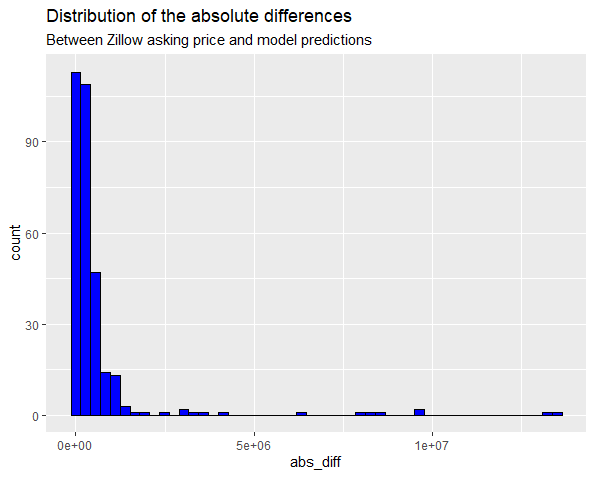 Distribution of the absolute differences
Between Zillow asking price and model predictions
count
90
60
30
0
0e+00 5e+06 1e+07
abs_diff